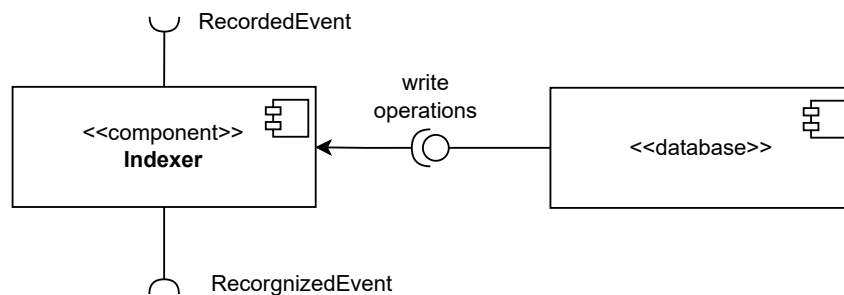 RecordedEvent
write
operations
<<component>>
Indexer
<<database>>
RecorgnizedEvent